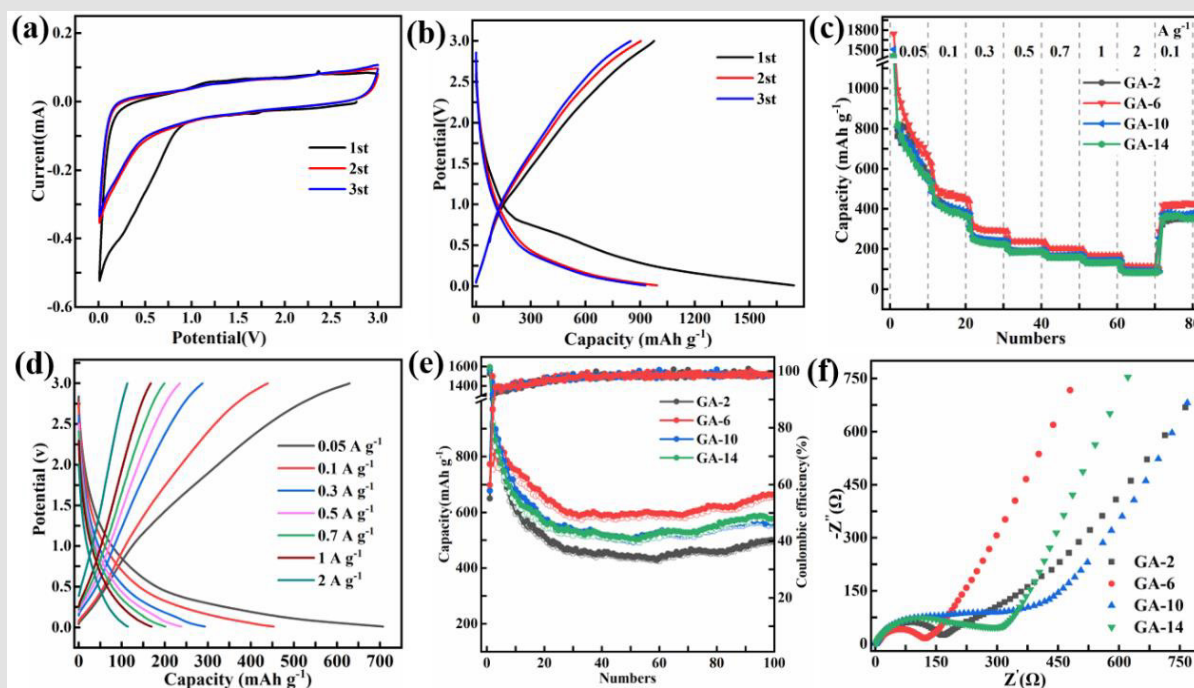 (a)
0.2
0.0
-0.2
-0.4
-0.6
Current(mA)
1st
2st
3st
0.0 0.5 1.0 1.5 2.0 2.5 3.0
Potential(V)
(b)
3.0
2.5
2.0
1.5
1.0
0.5
0.0
Potential(V)
1st
2st
3st
0 300 600 900 1200 1500
Capacity (mAh g⁻¹)
(c)
1800
1500
1000
800
600
400
200
0
Capacity (mAh g⁻¹)
A g⁻¹
0.05 0.1 0.3 0.5 0.7 1 2 0.1
GA-2
GA-6
GA-10
GA-14
0 20 40 60 80
Numbers
(d)
3.0
2.5
2.0
1.5
1.0
0.5
0.0
Potential (v)
0.05 A g⁻¹
0.1 A g⁻¹
0.3 A g⁻¹
0.5 A g⁻¹
0.7 A g⁻¹
1 A g⁻¹
2 A g⁻¹
0 100 200 300 400 500 600 700
Capacity (mAh g⁻¹)
(e)
1600
1400
800
600
400
200
Capacity(mAh g⁻¹)
GA-2
GA-6
GA-10
GA-14
100
90
80
70
60
50
40
30
20
10
Coulombic efficiency(%)
0 20 40 60 80 100
Numbers
(f)
750
600
450
300
150
0
-Z''(Ω)
GA-2
GA-6
GA-10
GA-14
0 150 300 450 600 750
Z'(Ω)